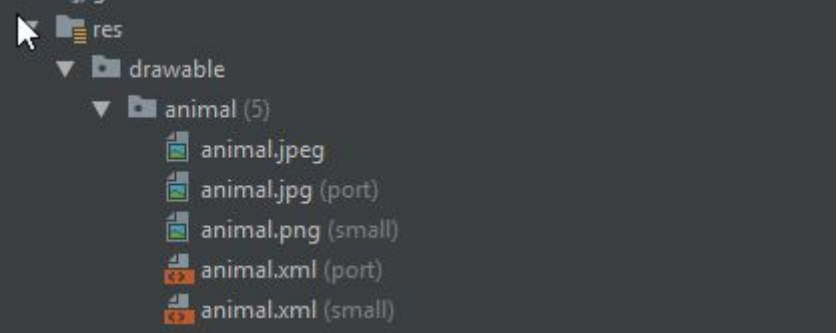 res
drawable
animal (5)
animal.jpeg
animal.jpg (port)
animal.png (small)
animal.xml (port)
animal.xml (small)